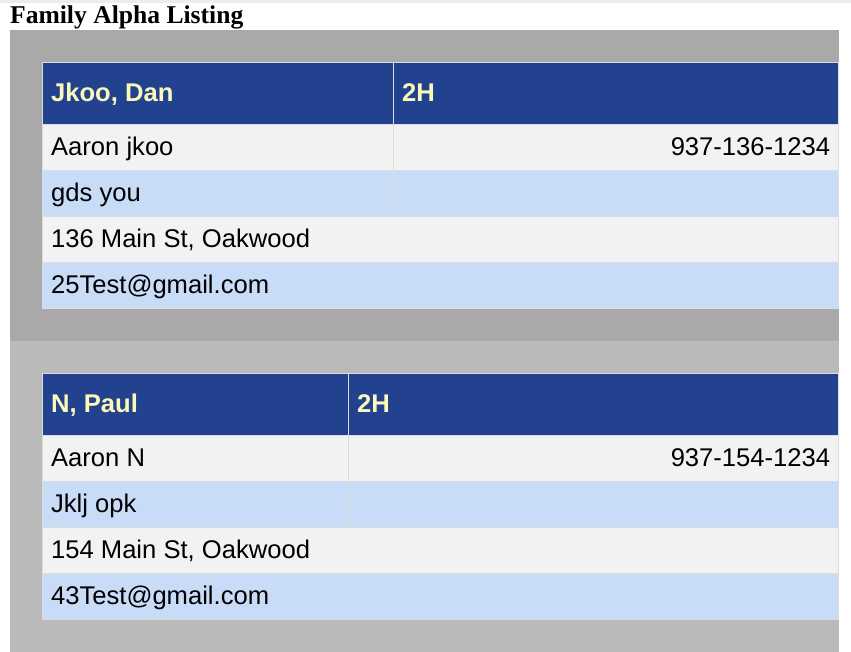 Family Alpha Listing
Jkoo, Dan 2H
Aaron jkoo 937-136-1234
gds you
136 Main St, Oakwood
25Test@gmail.com
N, Paul 2H
Aaron N 937-154-1234
Jklj opk
154 Main St, Oakwood
43Test@gmail.com